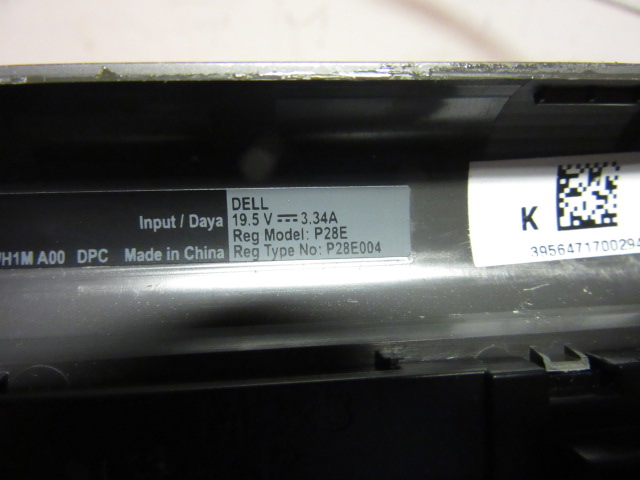 DELL
Input / Daya 19.5 V ⎓ 3.34A
Reg Model: P28E
H1M A00 DPC Made in China Reg Type No: P28E004
K
3956471700294